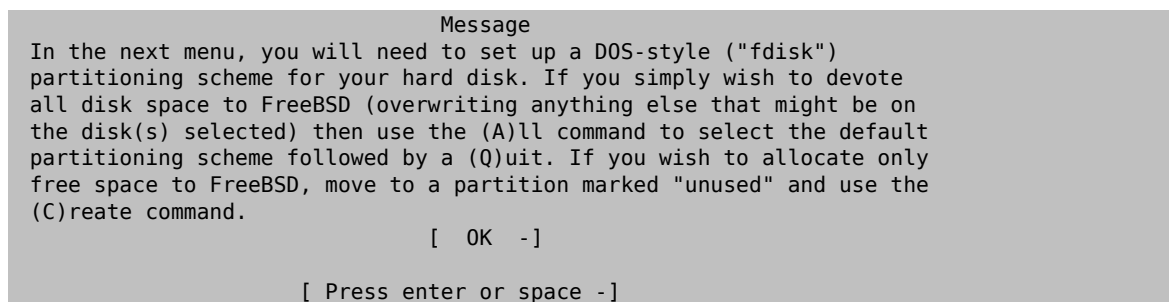 Message
In the next menu, you will need to set up a DOS-style ("fdisk")
partitioning scheme for your hard disk. If you simply wish to devote
all disk space to FreeBSD (overwriting anything else that might be on
the disk(s) selected) then use the (A)ll command to select the default
partitioning scheme followed by a (Q)uit. If you wish to allocate only
free space to FreeBSD, move to a partition marked "unused" and use the
(C)reate command.
[  OK  -]
[ Press enter or space -]